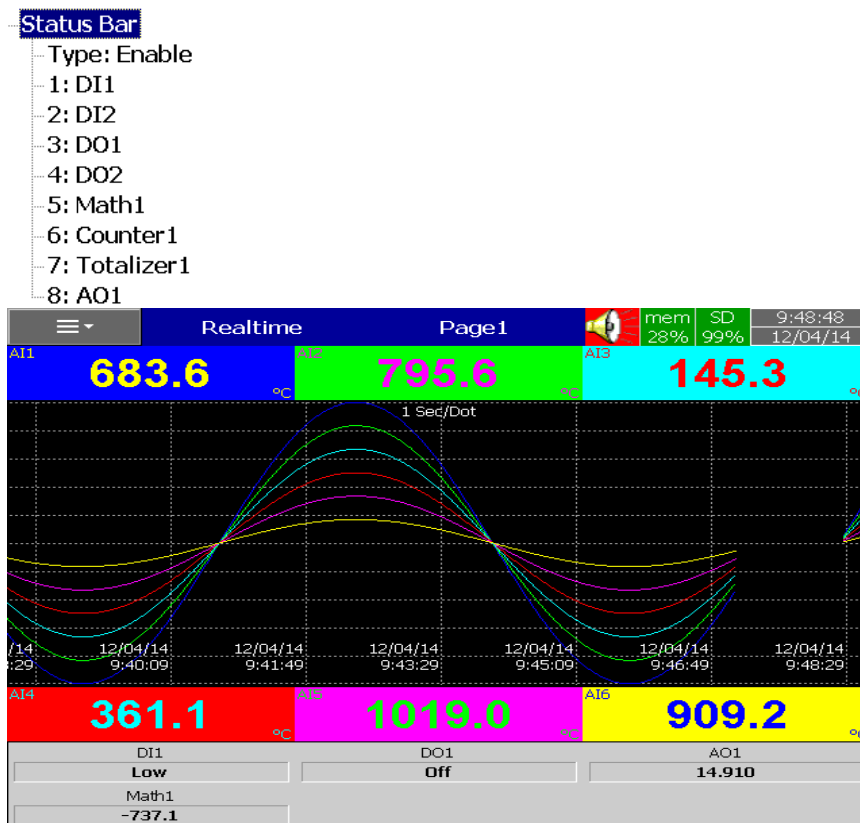 Status Bar
Type: Enable
1: DI1
2: DI2
3: DO1
4: DO2
5: Math1
6: Counter1
7: Totalizer1
8: AO1
Realtime Page1 mem 28% SD 99% 9:48:48 12/04/14
AI1 683.6 °C AI2 795.6 °C AI3 145.3 °C
1 Sec/Dot
/14 12/04/14 12/04/14 12/04/14 12/04/14 12/04/14 12/04/14
:29 9:40:09 9:41:49 9:43:29 9:45:09 9:46:49 9:48:29
AI4 361.1 °C AI5 1019.0 °C AI6 909.2 °C
DI1 DO1 AO1
Low Off 14.910
Math1
-737.1